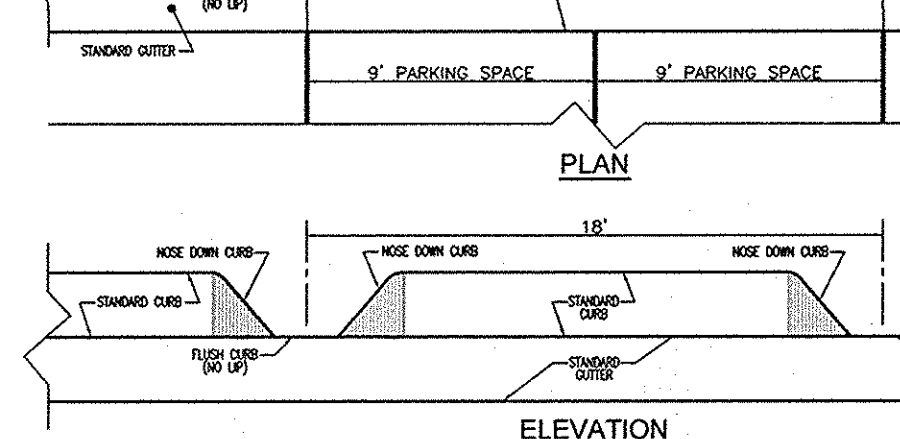 (NO LIP)
STANDARD GUTTER
9' PARKING SPACE
9' PARKING SPACE
PLAN
18'
NOSE DOWN CURB
NOSE DOWN CURB
NOSE DOWN CURB
STANDARD CURB
STANDARD
CURB
FLUSH CURB
(NO LIP)
STANDARD
GUTTER
ELEVATION